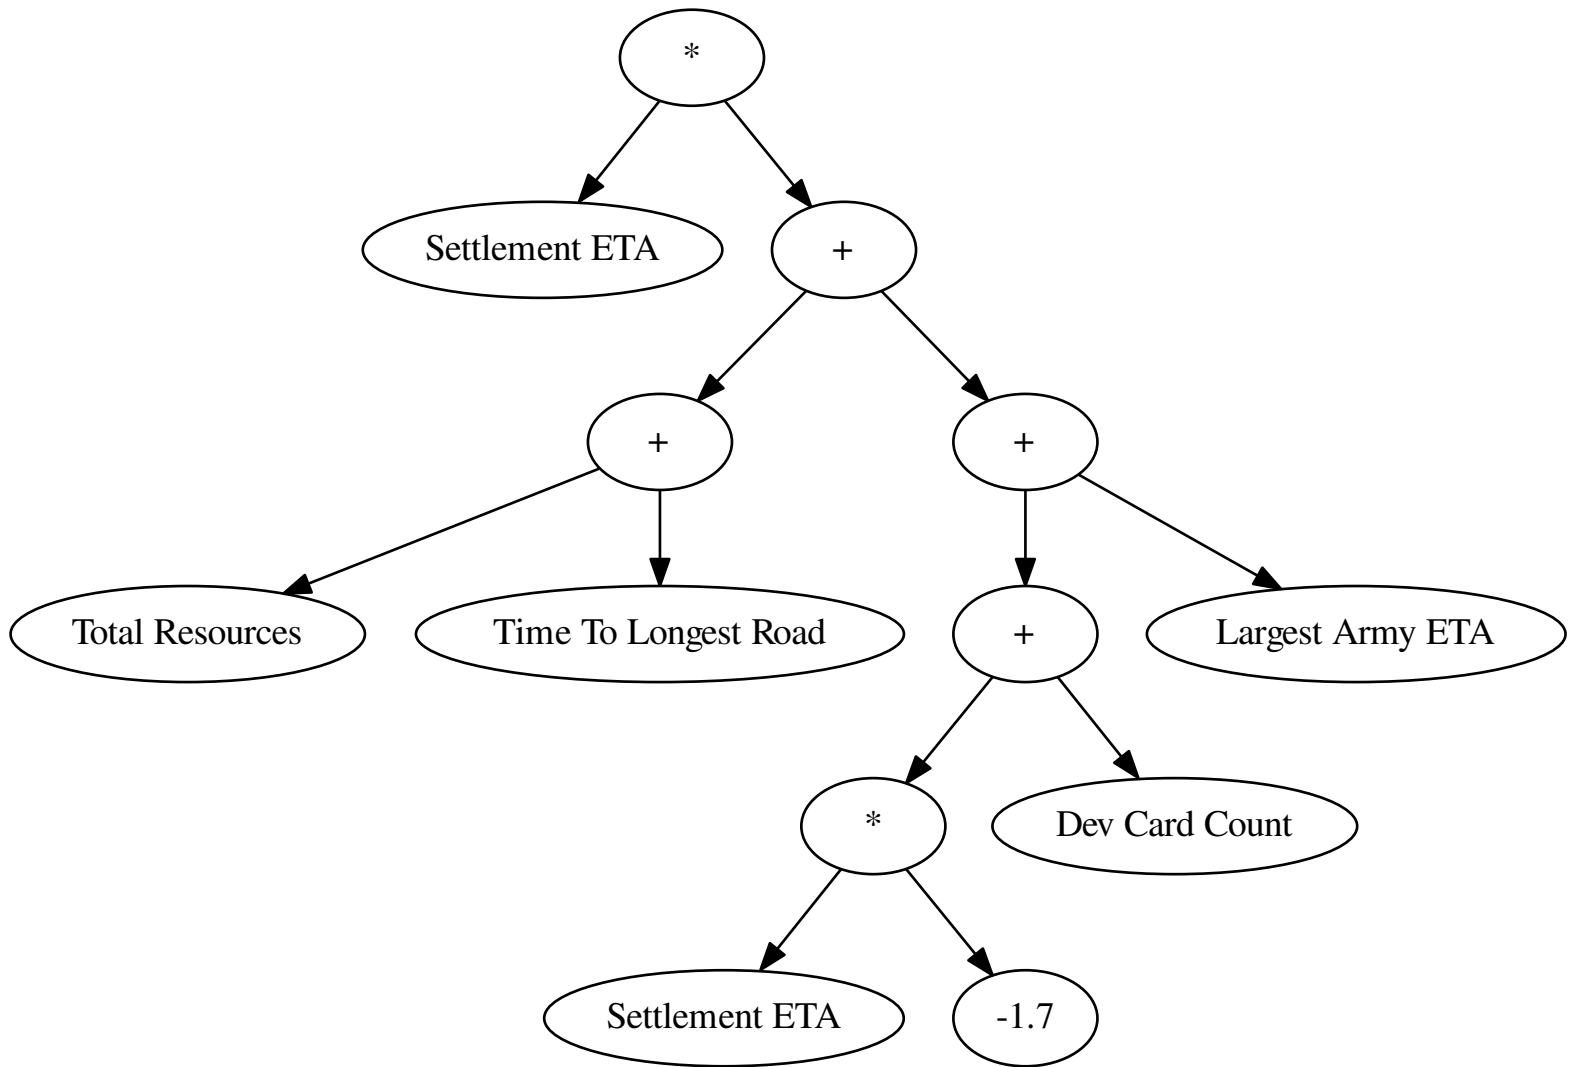 *
Settlement ETA
+
+
+
Total Resources
Time To Longest Road
+
Largest Army ETA
*
Dev Card Count
Settlement ETA
-1.7